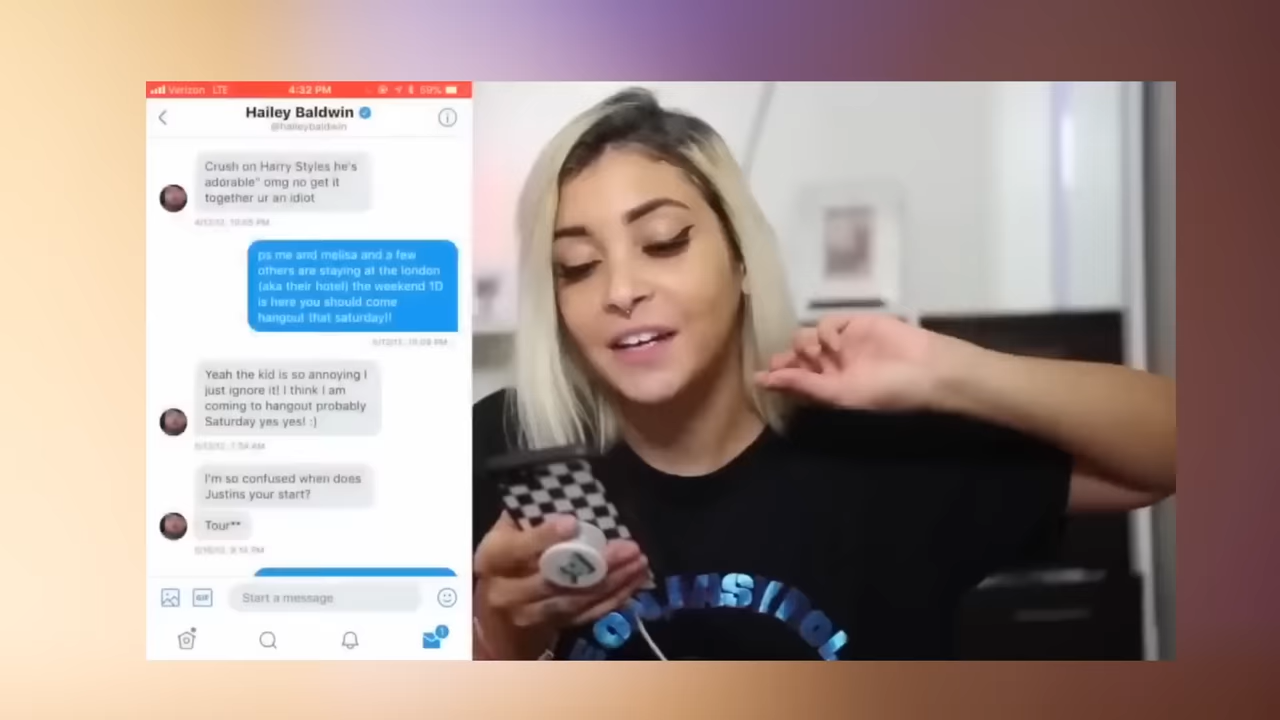 Verizon LTE 4:32 PM 59%
Hailey Baldwin
@haileybaldwin
Crush on Harry Styles he's
adorable" omg no get it
together ur an idiot
ps me and melisa and a few
others are staying at the london
(aka their hotel) the weekend 1D
is here you should come
hangout that saturday!!
Yeah the kid is so annoying I
just ignore it! I think I am
coming to hangout probably
Saturday yes yes! :)
I'm so confused when does
Justins your start?
Tour**
GIF
Start a message
1